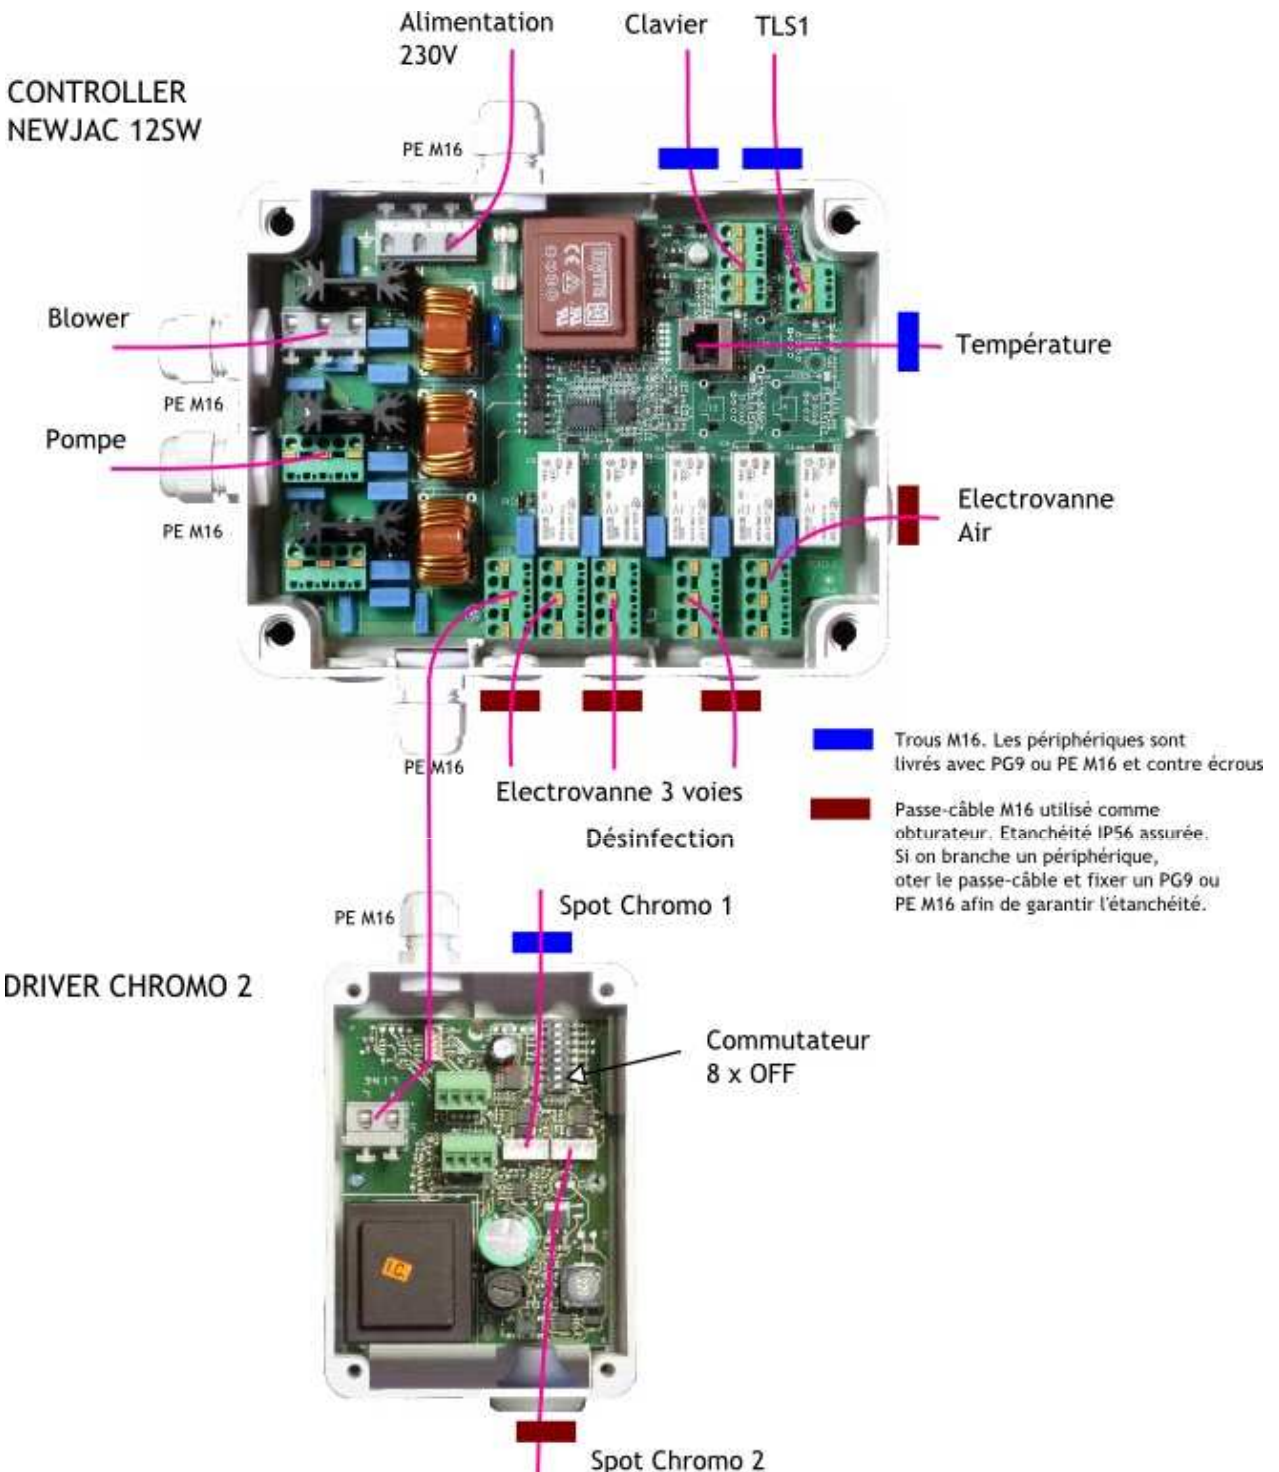 Alimentation
230V
Clavier
TLS1
CONTROLLER
NEWJAC 12SW
PE M16
Blower
PE M16
Température
Pompe
PE M16
Electrovanne
Air
PE M16
Electrovanne 3 voies
Désinfection
Trous M16. Les périphériques sont
livrés avec PG9 ou PE M16 et contre écrous
Passe-câble M16 utilisé comme
obturateur. Etanchéité IP56 assurée.
Si on branche un périphérique,
oter le passe-câble et fixer un PG9 ou
PE M16 afin de garantir l'étanchéité.
PE M16
Spot Chromo 1
DRIVER CHROMO 2
Commutateur
8 x OFF
LINE
I.C.
Spot Chromo 2